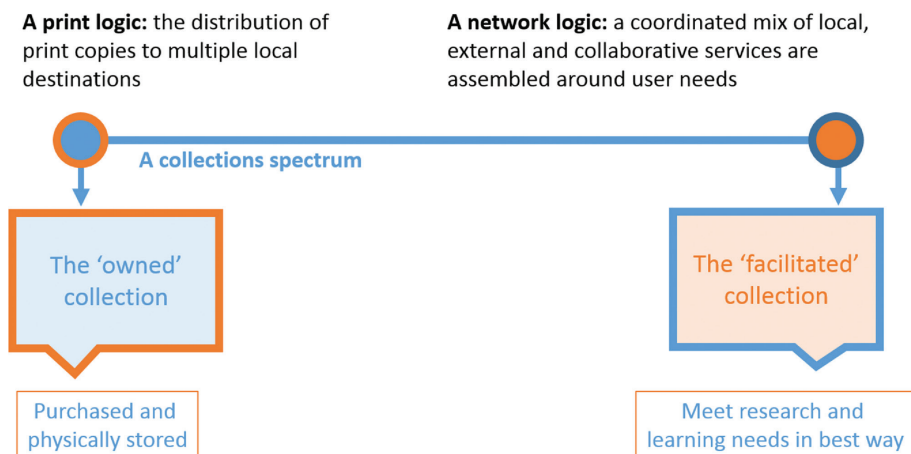 A print logic: the distribution of
print copies to multiple local
destinations
A network logic: a coordinated mix of local,
external and collaborative services are
assembled around user needs
A collections spectrum
The ‘owned’
collection
The ‘facilitated’
collection
Purchased and
physically stored
Meet research and
learning needs in best way